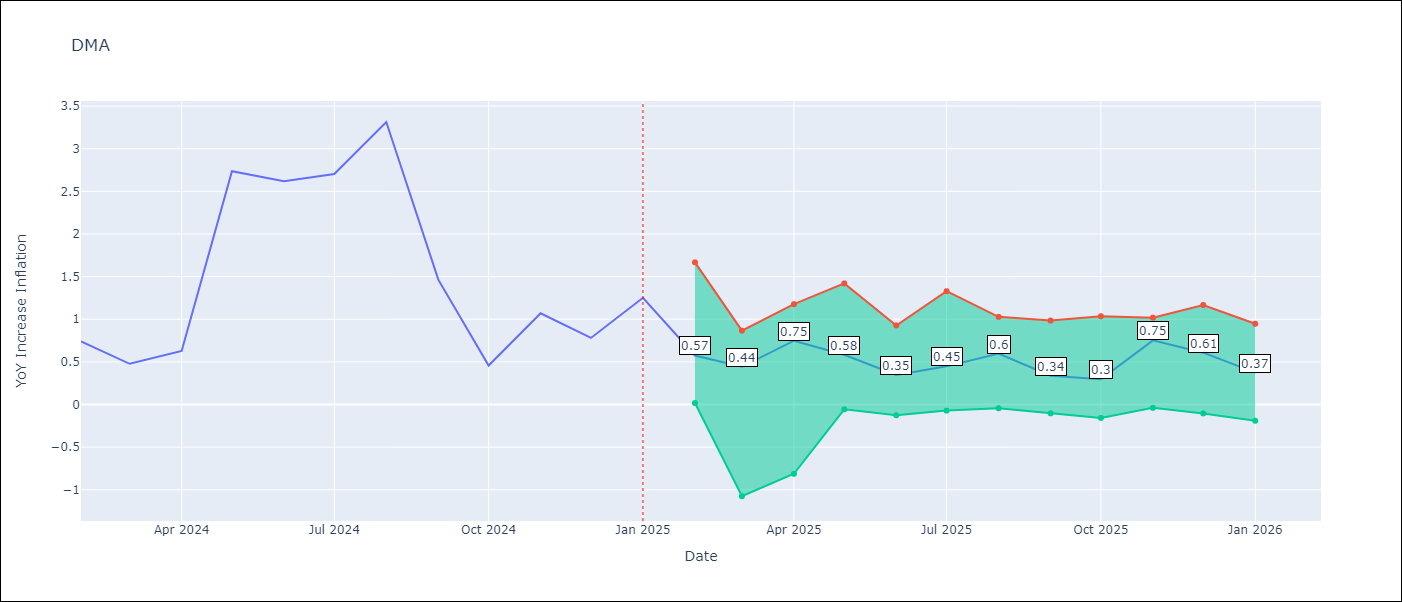 DMA
YoY Increase Inflation
3.5
3
2.5
2
1.5
1
0.5
0
−0.5
−1
0.57
0.44
0.75
0.58
0.35
0.45
0.6
0.34
0.3
0.75
0.61
0.37
Apr 2024
Jul 2024
Oct 2024
Jan 2025
Apr 2025
Jul 2025
Oct 2025
Jan 2026
Date